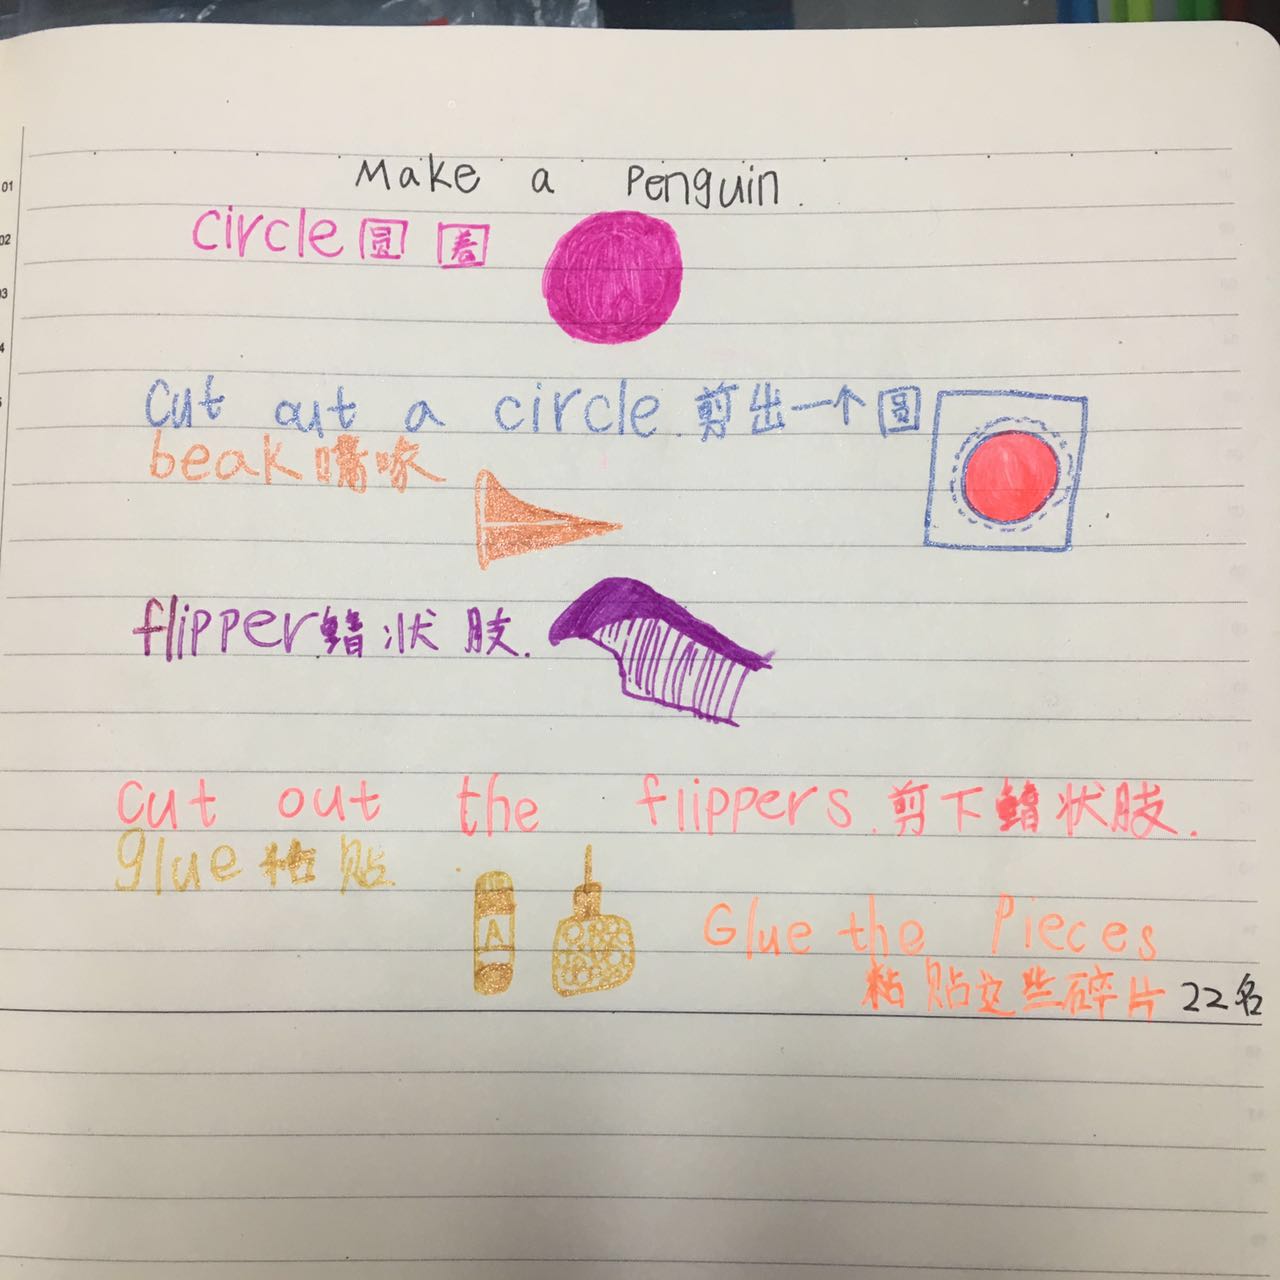 Make a Penguin.
circle 圆圈
Cut out a circle. 剪出一个圆
beak 嘴啄
flipper 鳍状肢.
cut out the flippers. 剪下鳍状肢.
glue 粘贴
A
Glue the Pieces
粘贴这些碎片 22名
01
02
03
4